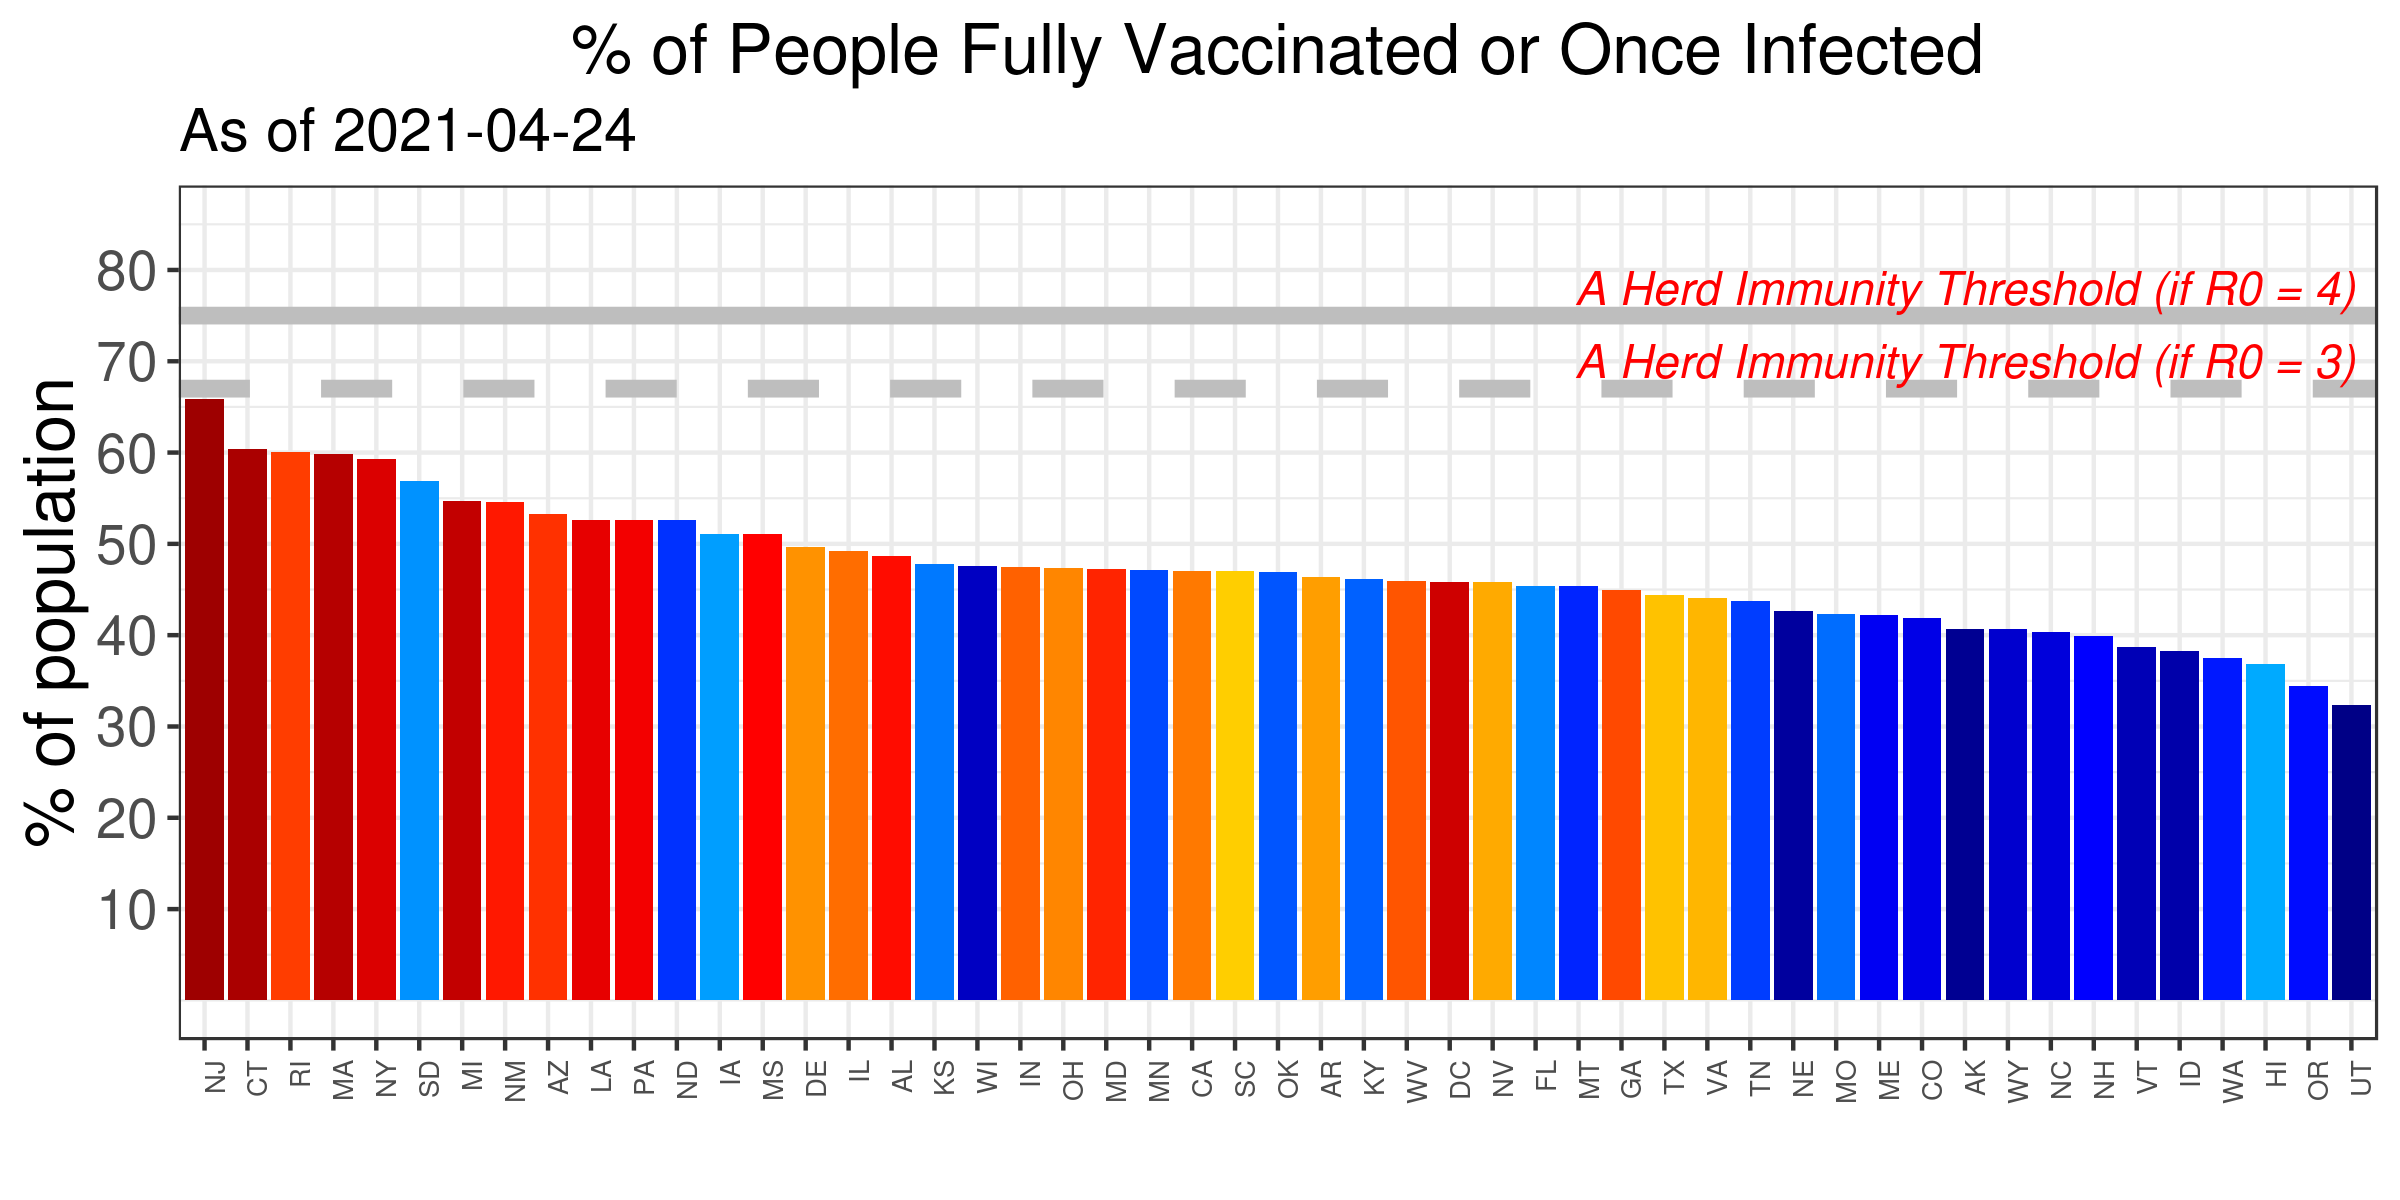 % of People Fully Vaccinated or Once Infected
As of 2021-04-24
% of population
80
70
60
50
40
30
20
10
A Herd Immunity Threshold (if R0 = 4)
A Herd Immunity Threshold (if R0 = 3)
NJ CT RI MA NY SD MI NM AZ LA PA ND IA MS DE IL AL KS WI IN OH MD MN CA SC OK AR KY WV DC NV FL MT GA TX VA TN NE MO ME CO AK WY NC NH VT ID WA HI OR UT